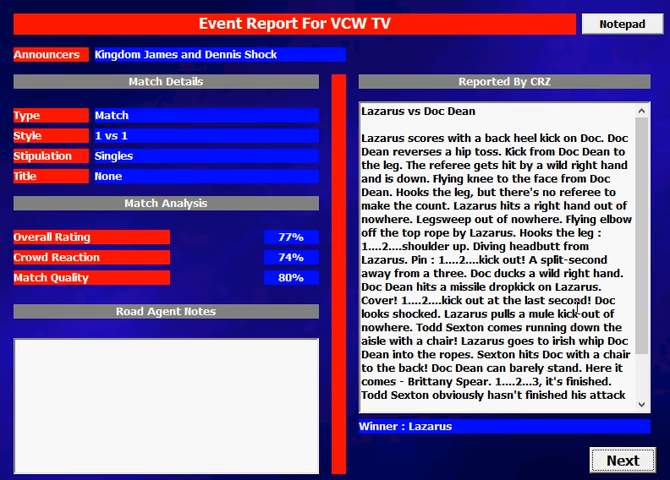 Event Report For VCW TV
Notepad
Announcers
Kingdom James and Dennis Shock
Match Details
Type
Match
Style
1 vs 1
Stipulation
Singles
Title
None
Match Analysis
Overall Rating
77%
Crowd Reaction
74%
Match Quality
80%
Road Agent Notes
Reported By CRZ
Lazarus vs Doc Dean
Lazarus scores with a back heel kick on Doc. Doc
Dean reverses a hip toss. Kick from Doc Dean to
the leg. The referee gets hit by a wild right hand
and is down. Flying knee to the face from Doc
Dean. Hooks the leg, but there's no referee to
make the count. Lazarus hits a right hand out of
nowhere. Legsweep out of nowhere. Flying elbow
off the top rope by Lazarus. Hooks the leg :
1....2....shoulder up. Diving headbutt from
Lazarus. Pin : 1....2....kick out! A split-second
away from a three. Doc ducks a wild right hand.
Doc Dean hits a missile dropkick on Lazarus.
Cover! 1....2....kick out at the last second! Doc
looks shocked. Lazarus pulls a mule kick out of
nowhere. Todd Sexton comes running down the
aisle with a chair! Lazarus goes to irish whip Doc
Dean into the ropes. Sexton hits Doc with a chair
to the back! Doc Dean can barely stand. Here it
comes - Brittany Spear. 1....2...3, it's finished.
Todd Sexton obviously hasn't finished his attack
Winner : Lazarus
Next